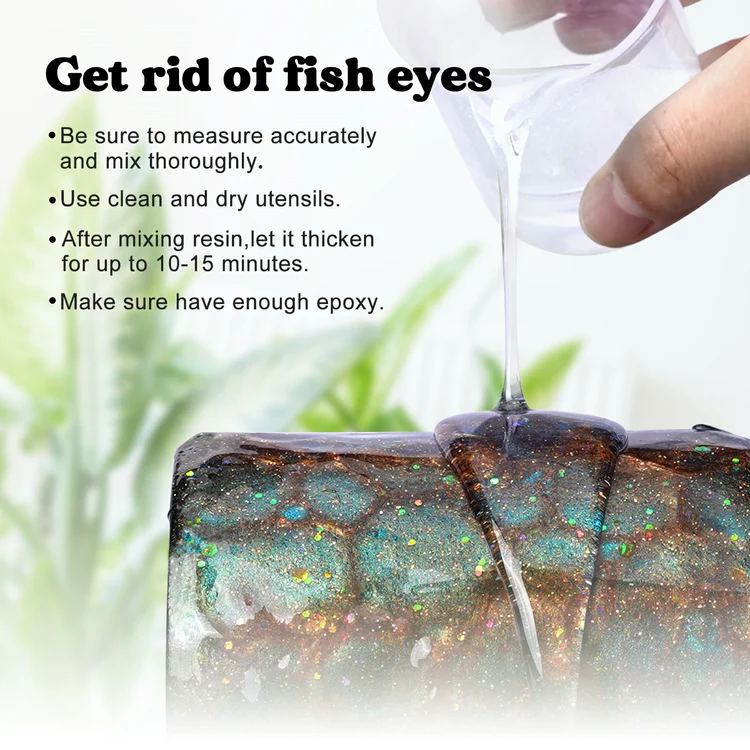 Get rid of fish eyes
•Be sure to measure accurately
and mix thoroughly.
•Use clean and dry utensils.
•After mixing resin,let it thicken
for up to 10-15 minutes.
•Make sure have enough epoxy.